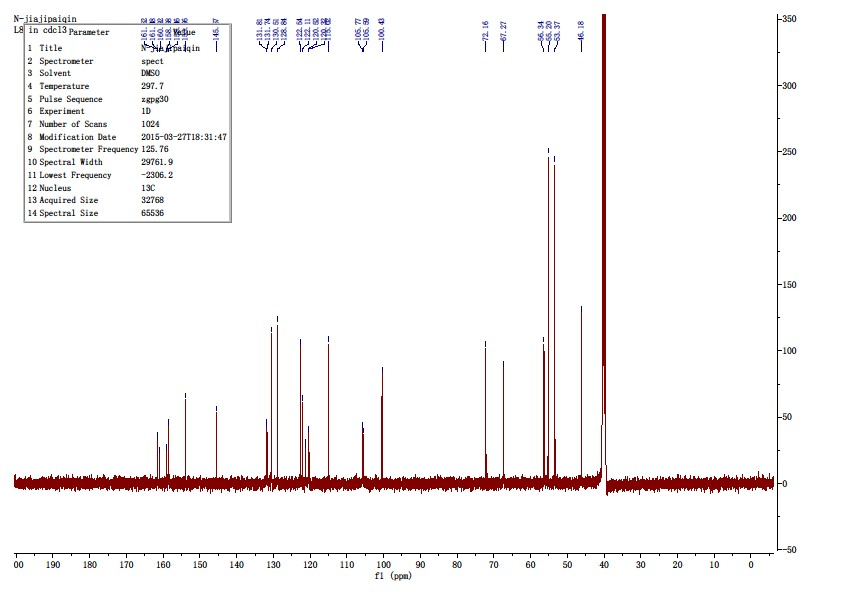 N-jiajipaiqin
L8 in cdcl3
Parameter Value
1 Title
2 Spectrometer spect
3 Solvent DMSO
4 Temperature 297.7
5 Pulse Sequence zgpg30
6 Experiment 1D
7 Number of Scans 1024
8 Modification Date 2015-03-27T18:31:47
9 Spectrometer Frequency 125.76
10 Spectral Width 29761.9
11 Lowest Frequency -2306.2
12 Nucleus 13C
13 Acquired Size 32768
14 Spectral Size 65536
145.37
131.81
131.74
130.51
128.84
122.54
122.11
120.52
115.02
105.77
105.59
100.43
72.16
67.27
56.34
55.20
53.37
46.18
350
300
250
200
150
100
50
0
-50
00 190 180 170 160 150 140 130 120 110 100 90 80 70 60 50 40 30 20 10 0
f1 (ppm)